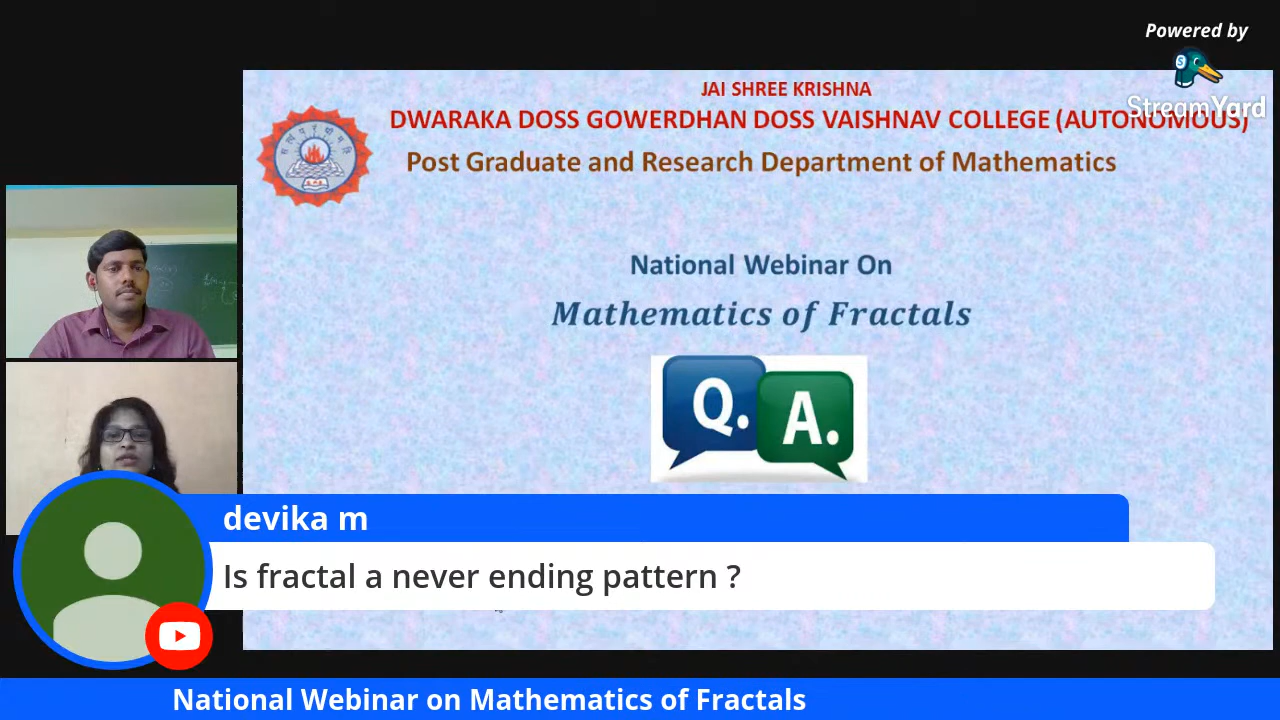 Powered by
StreamYard
JAI SHREE KRISHNA
DWARAKA DOSS GOWERDHAN DOSS VAISHNAV COLLEGE (AUTONOMOUS)
Post Graduate and Research Department of Mathematics
National Webinar On
Mathematics of Fractals
Q. A.
devika m
Is fractal a never ending pattern ?
National Webinar on Mathematics of Fractals